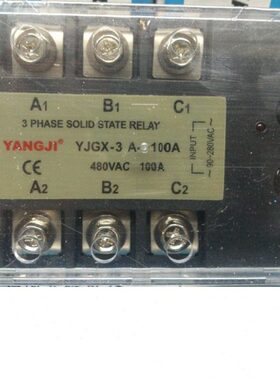 A1 B1 C1
3 PHASE SOLID STATE RELAY
YANGJI YJGX-3 A-3 100A
CE 480VAC 100A
A2 B2 C2
INPUT
~ 90-280VAC ~